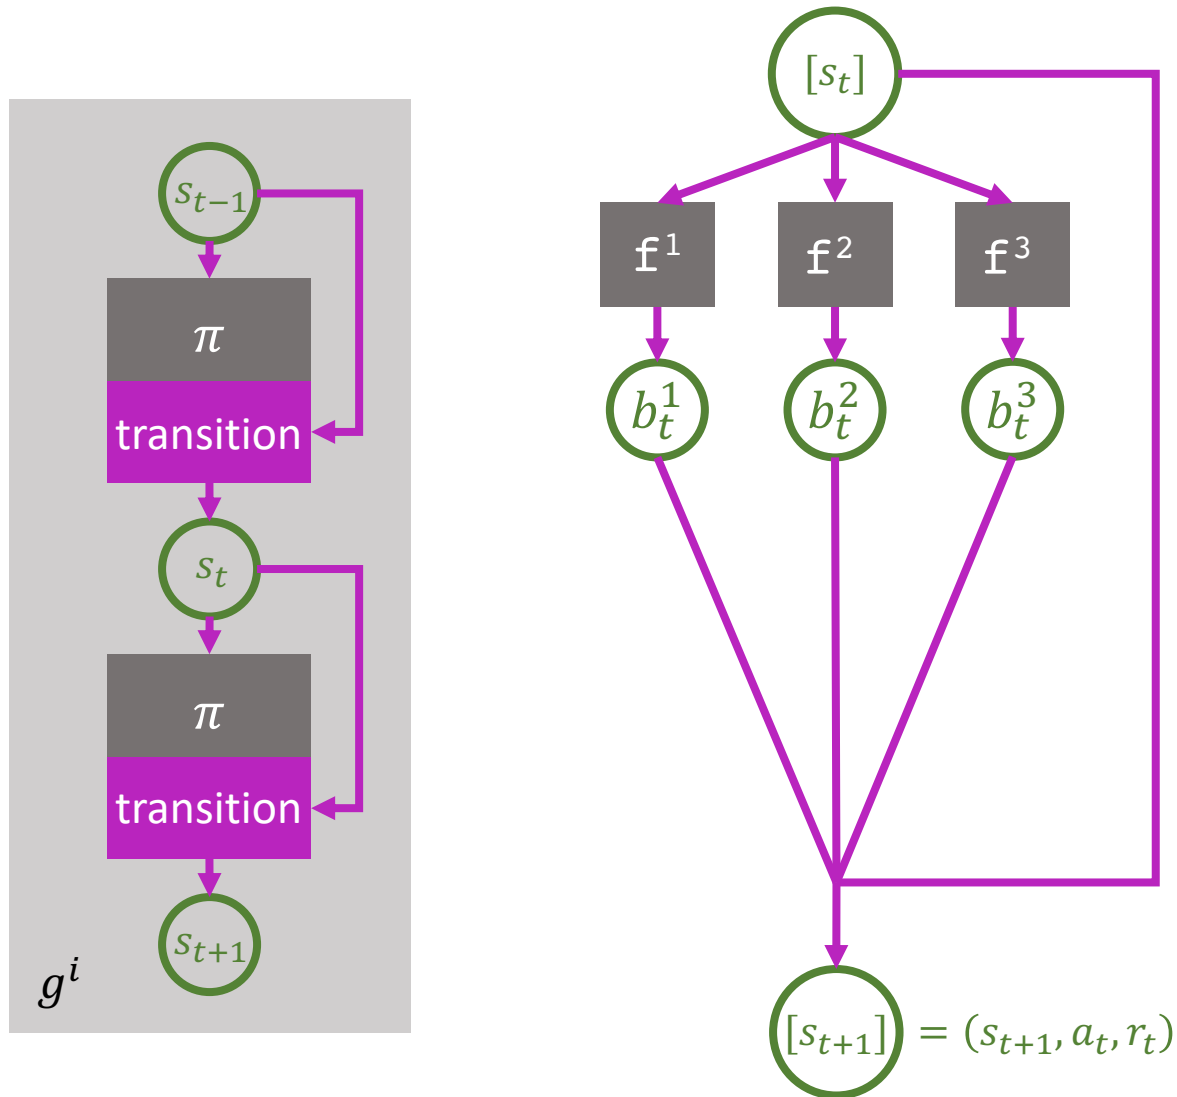 s_{t-1}
π
transition
s_t
π
transition
s_{t+1}
g^i
[s_t]
f^1 f^2 f^3
b_t^1 b_t^2 b_t^3
[s_{t+1}] = (s_{t+1}, a_t, r_t)